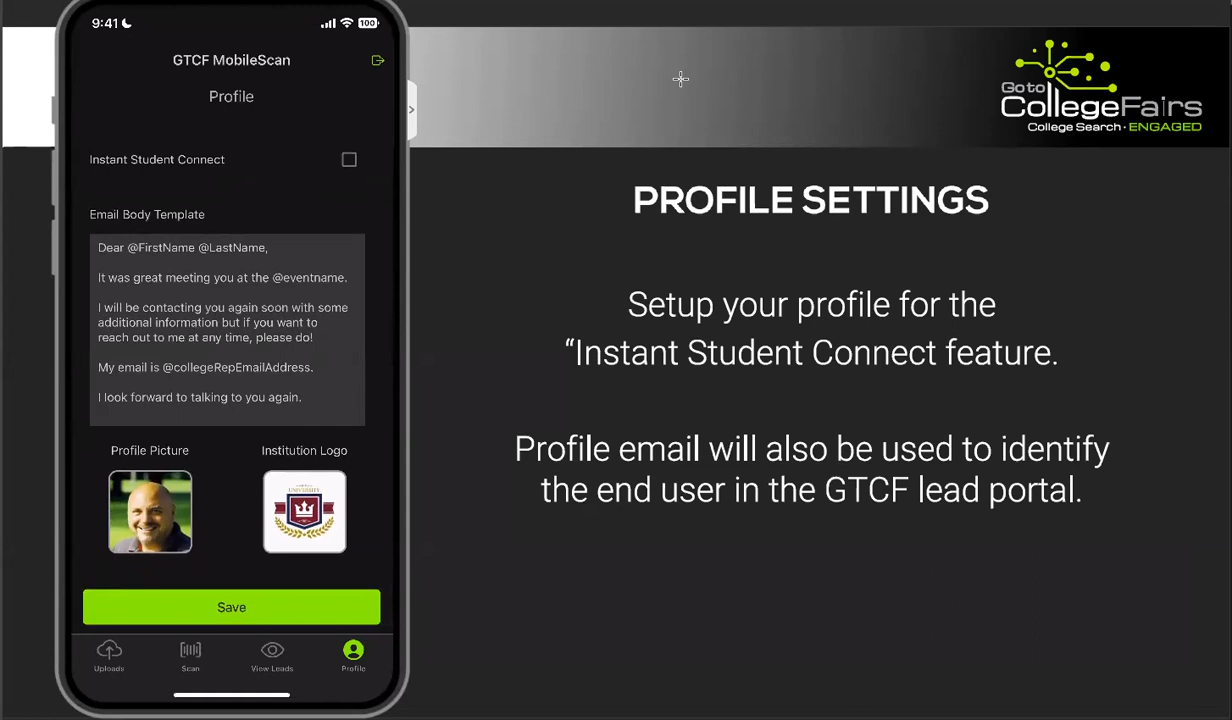 9:41
100
GTCF MobileScan
Profile
Instant Student Connect
Email Body Template
Dear @FirstName @LastName,
It was great meeting you at the @eventname.
I will be contacting you again soon with some
additional information but if you want to
reach out to me at any time, please do!
My email is @collegeRepEmailAddress.
I look forward to talking to you again.
Profile Picture
Institution Logo
UNIVERSITY
Save
Uploads
Scan
View Leads
Profile
Go to
CollegeFairs
College Search • ENGAGED
PROFILE SETTINGS
Setup your profile for the
“Instant Student Connect feature.
Profile email will also be used to identify
the end user in the GTCF lead portal.